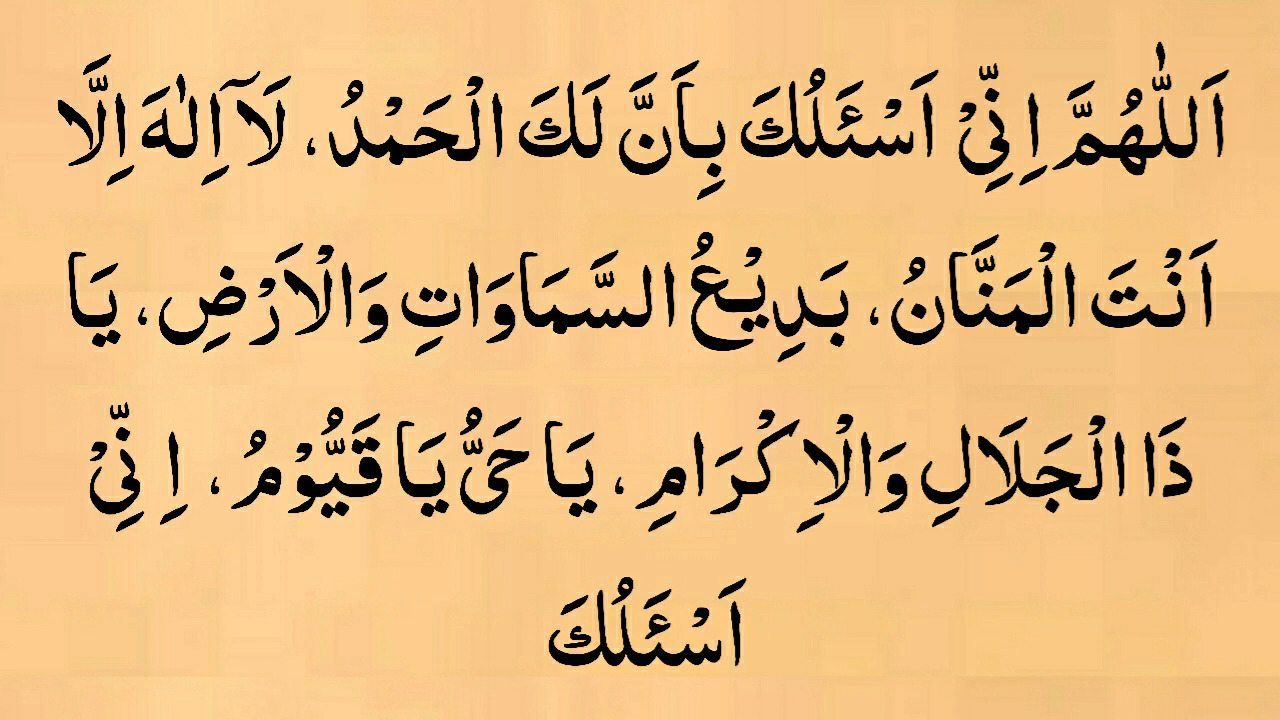 اَللّٰهُمَّ اِنِّيْ اَسْئَلُكَ بِاَنَّ لَكَ الْحَمْدُ، لَآ اِلٰهَ اِلَّا
اَنْتَ الْمَنَّانُ، بَدِيْعُ السَّمَاوَاتِ وَالْاَرْضِ، يَا
ذَا الْجَلَالِ وَالْاِكْرَامِ، يَا حَيُّ يَا قَيُّوْمُ، اِنِّيْ
اَسْئَلُكَ